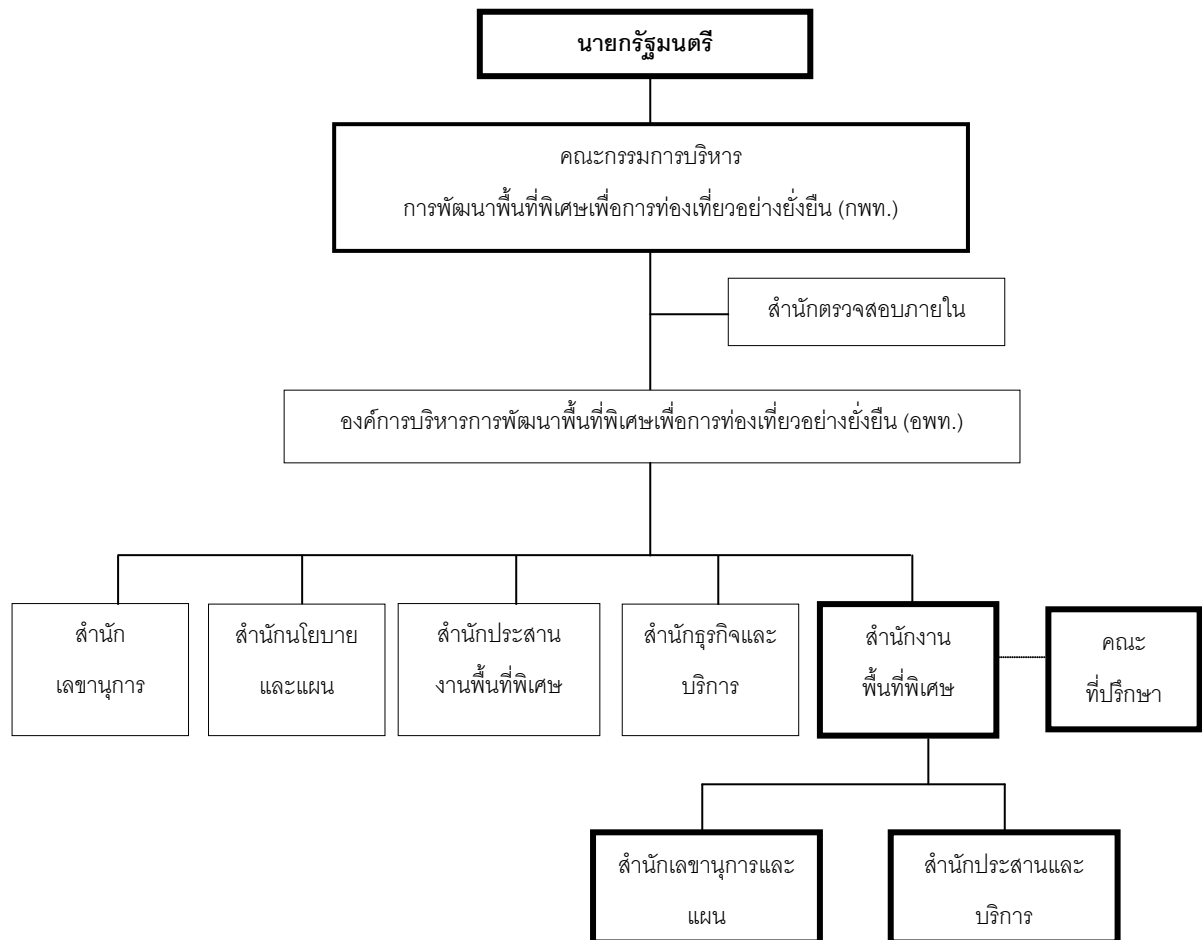 นายกรัฐมนตรี
คณะกรรมการบริหาร
การพัฒนาพื้นที่พิเศษเพื่อการท่องเที่ยวอย่างยั่งยืน (กพท.)
สำนักตรวจสอบภายใน
องค์การบริหารการพัฒนาพื้นที่พิเศษเพื่อการท่องเที่ยวอย่างยั่งยืน (อพท.)
สำนัก
เลขานุการ
สำนักนโยบาย
และแผน
สำนักประสาน
งานพื้นที่พิเศษ
สำนักธุรกิจและ
บริการ
สำนักงาน
พื้นที่พิเศษ
คณะ
ที่ปรึกษา
สำนักเลขานุการและ
แผน
สำนักประสานและ
บริการ